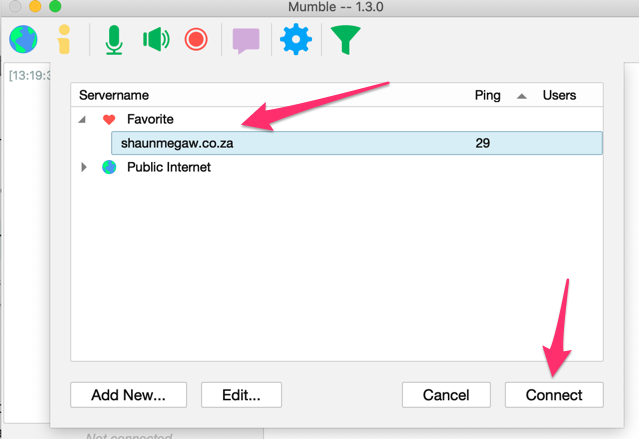 Mumble -- 1.3.0
[13:19:3
Servername Ping Users
Favorite
shaunmegaw.co.za 29
Public Internet
Add New... Edit... Cancel Connect
Not connected